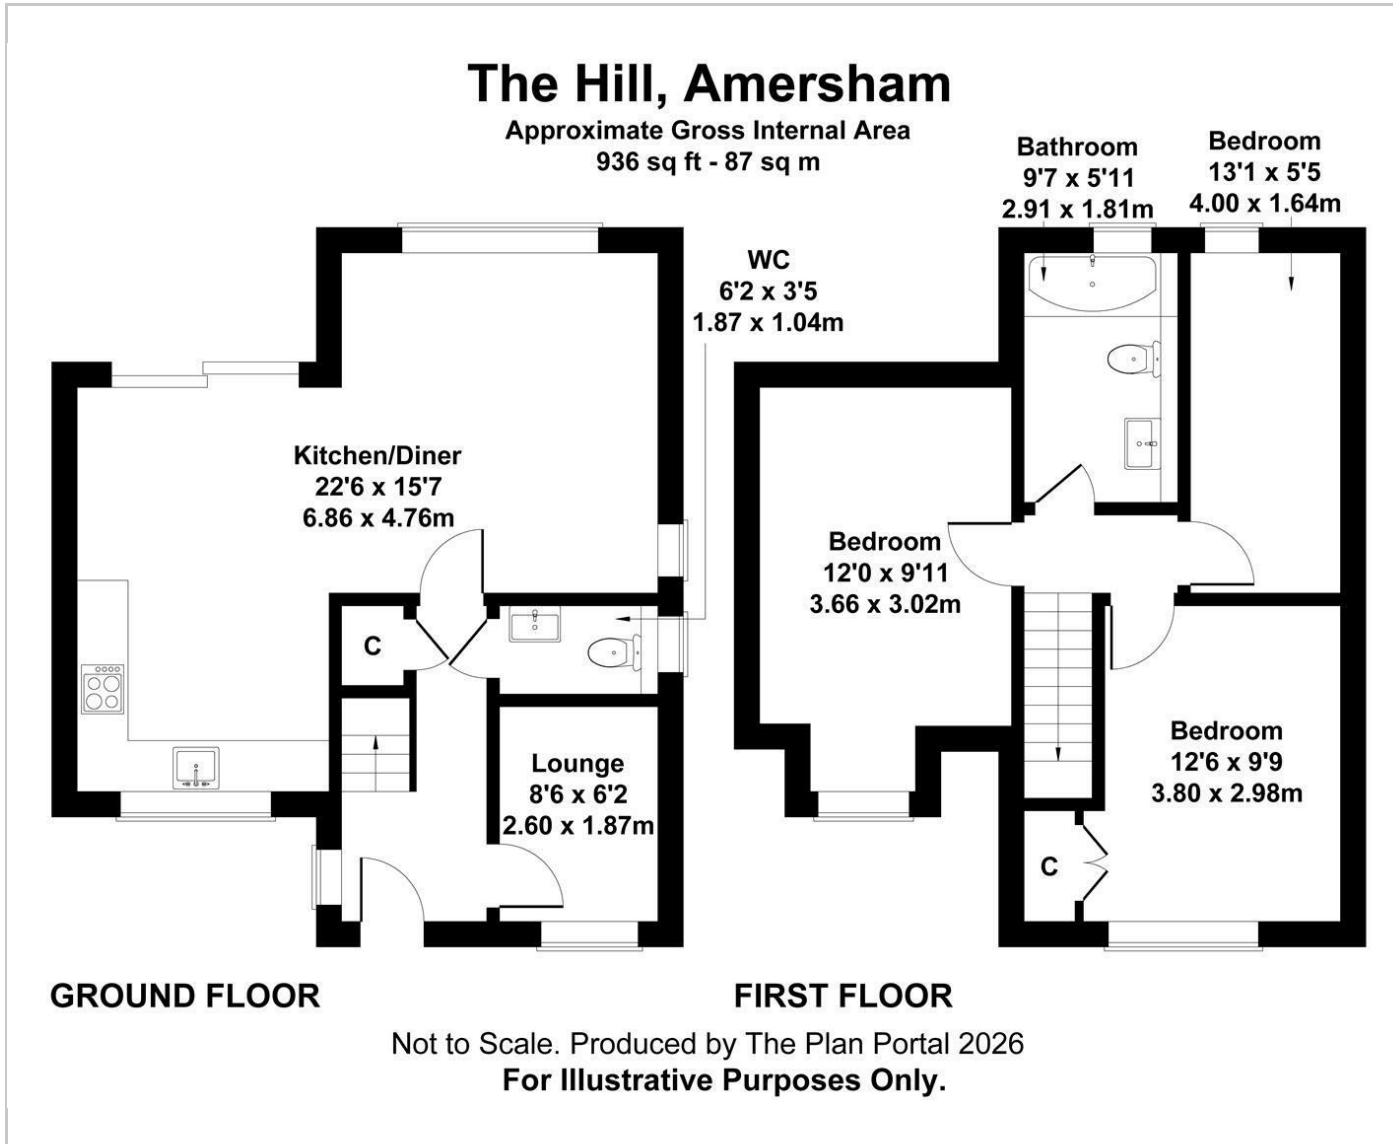 The Hill, Amersham
Approximate Gross Internal Area
936 sq ft - 87 sq m
Bathroom
9'7 x 5'11
2.91 x 1.81m
Bedroom
13'1 x 5'5
4.00 x 1.64m
WC
6'2 x 3'5
1.87 x 1.04m
Kitchen/Diner
22'6 x 15'7
6.86 x 4.76m
Bedroom
12'0 x 9'11
3.66 x 3.02m
C
Lounge
8'6 x 6'2
2.60 x 1.87m
Bedroom
12'6 x 9'9
3.80 x 2.98m
C
GROUND FLOOR
FIRST FLOOR
Not to Scale. Produced by The Plan Portal 2026
For Illustrative Purposes Only.